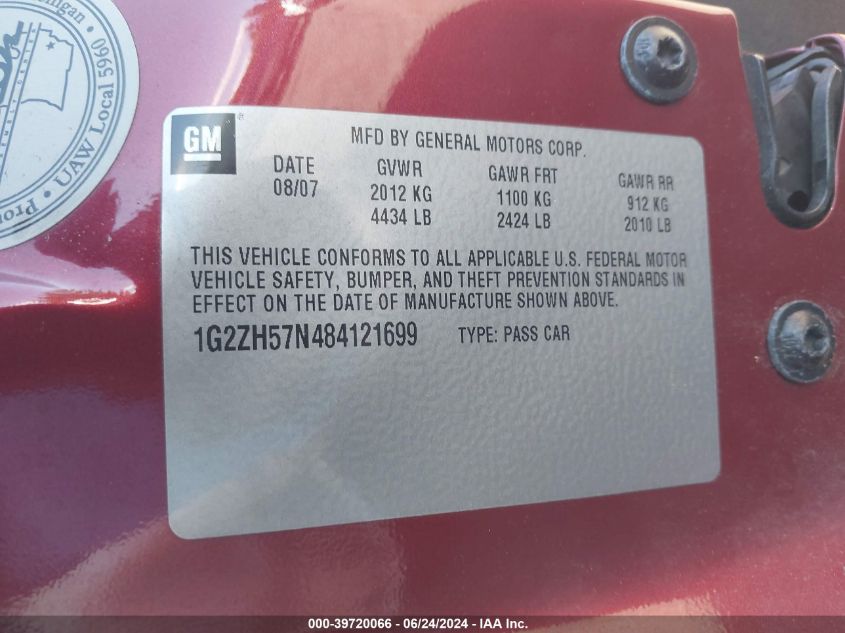 higan
UAW Local 5960
Prou
GM
®
MFD BY GENERAL MOTORS CORP.
DATE GVWR GAWR FRT GAWR RR
08/07 2012 KG 1100 KG 912 KG
4434 LB 2424 LB 2010 LB
THIS VEHICLE CONFORMS TO ALL APPLICABLE U.S. FEDERAL MOTOR
VEHICLE SAFETY, BUMPER, AND THEFT PREVENTION STANDARDS IN
EFFECT ON THE DATE OF MANUFACTURE SHOWN ABOVE.
1G2ZH57N484121699 TYPE: PASS CAR
000-39720066 - 06/24/2024 - IAA Inc.